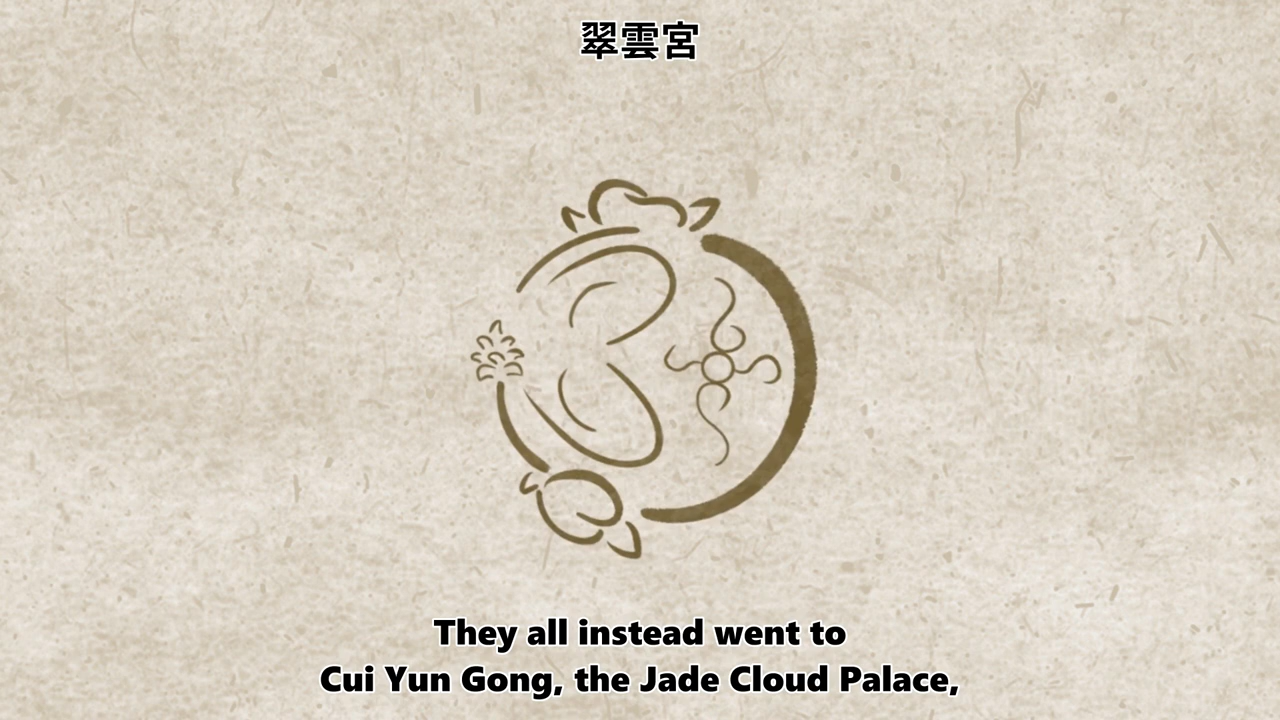 翠雲宮
They all instead went to
Cui Yun Gong, the Jade Cloud Palace,